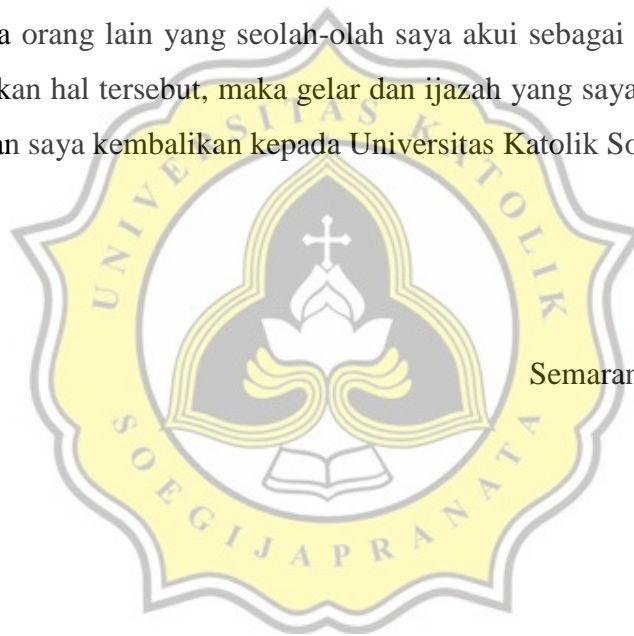 a orang lain yang seolah-olah saya akui sebagai
kan hal tersebut, maka gelar dan ijazah yang saya
an saya kembalikan kepada Universitas Katolik So
UNIVERSITAS KATOLIK
Semaran
SOEGIJAPRANATA